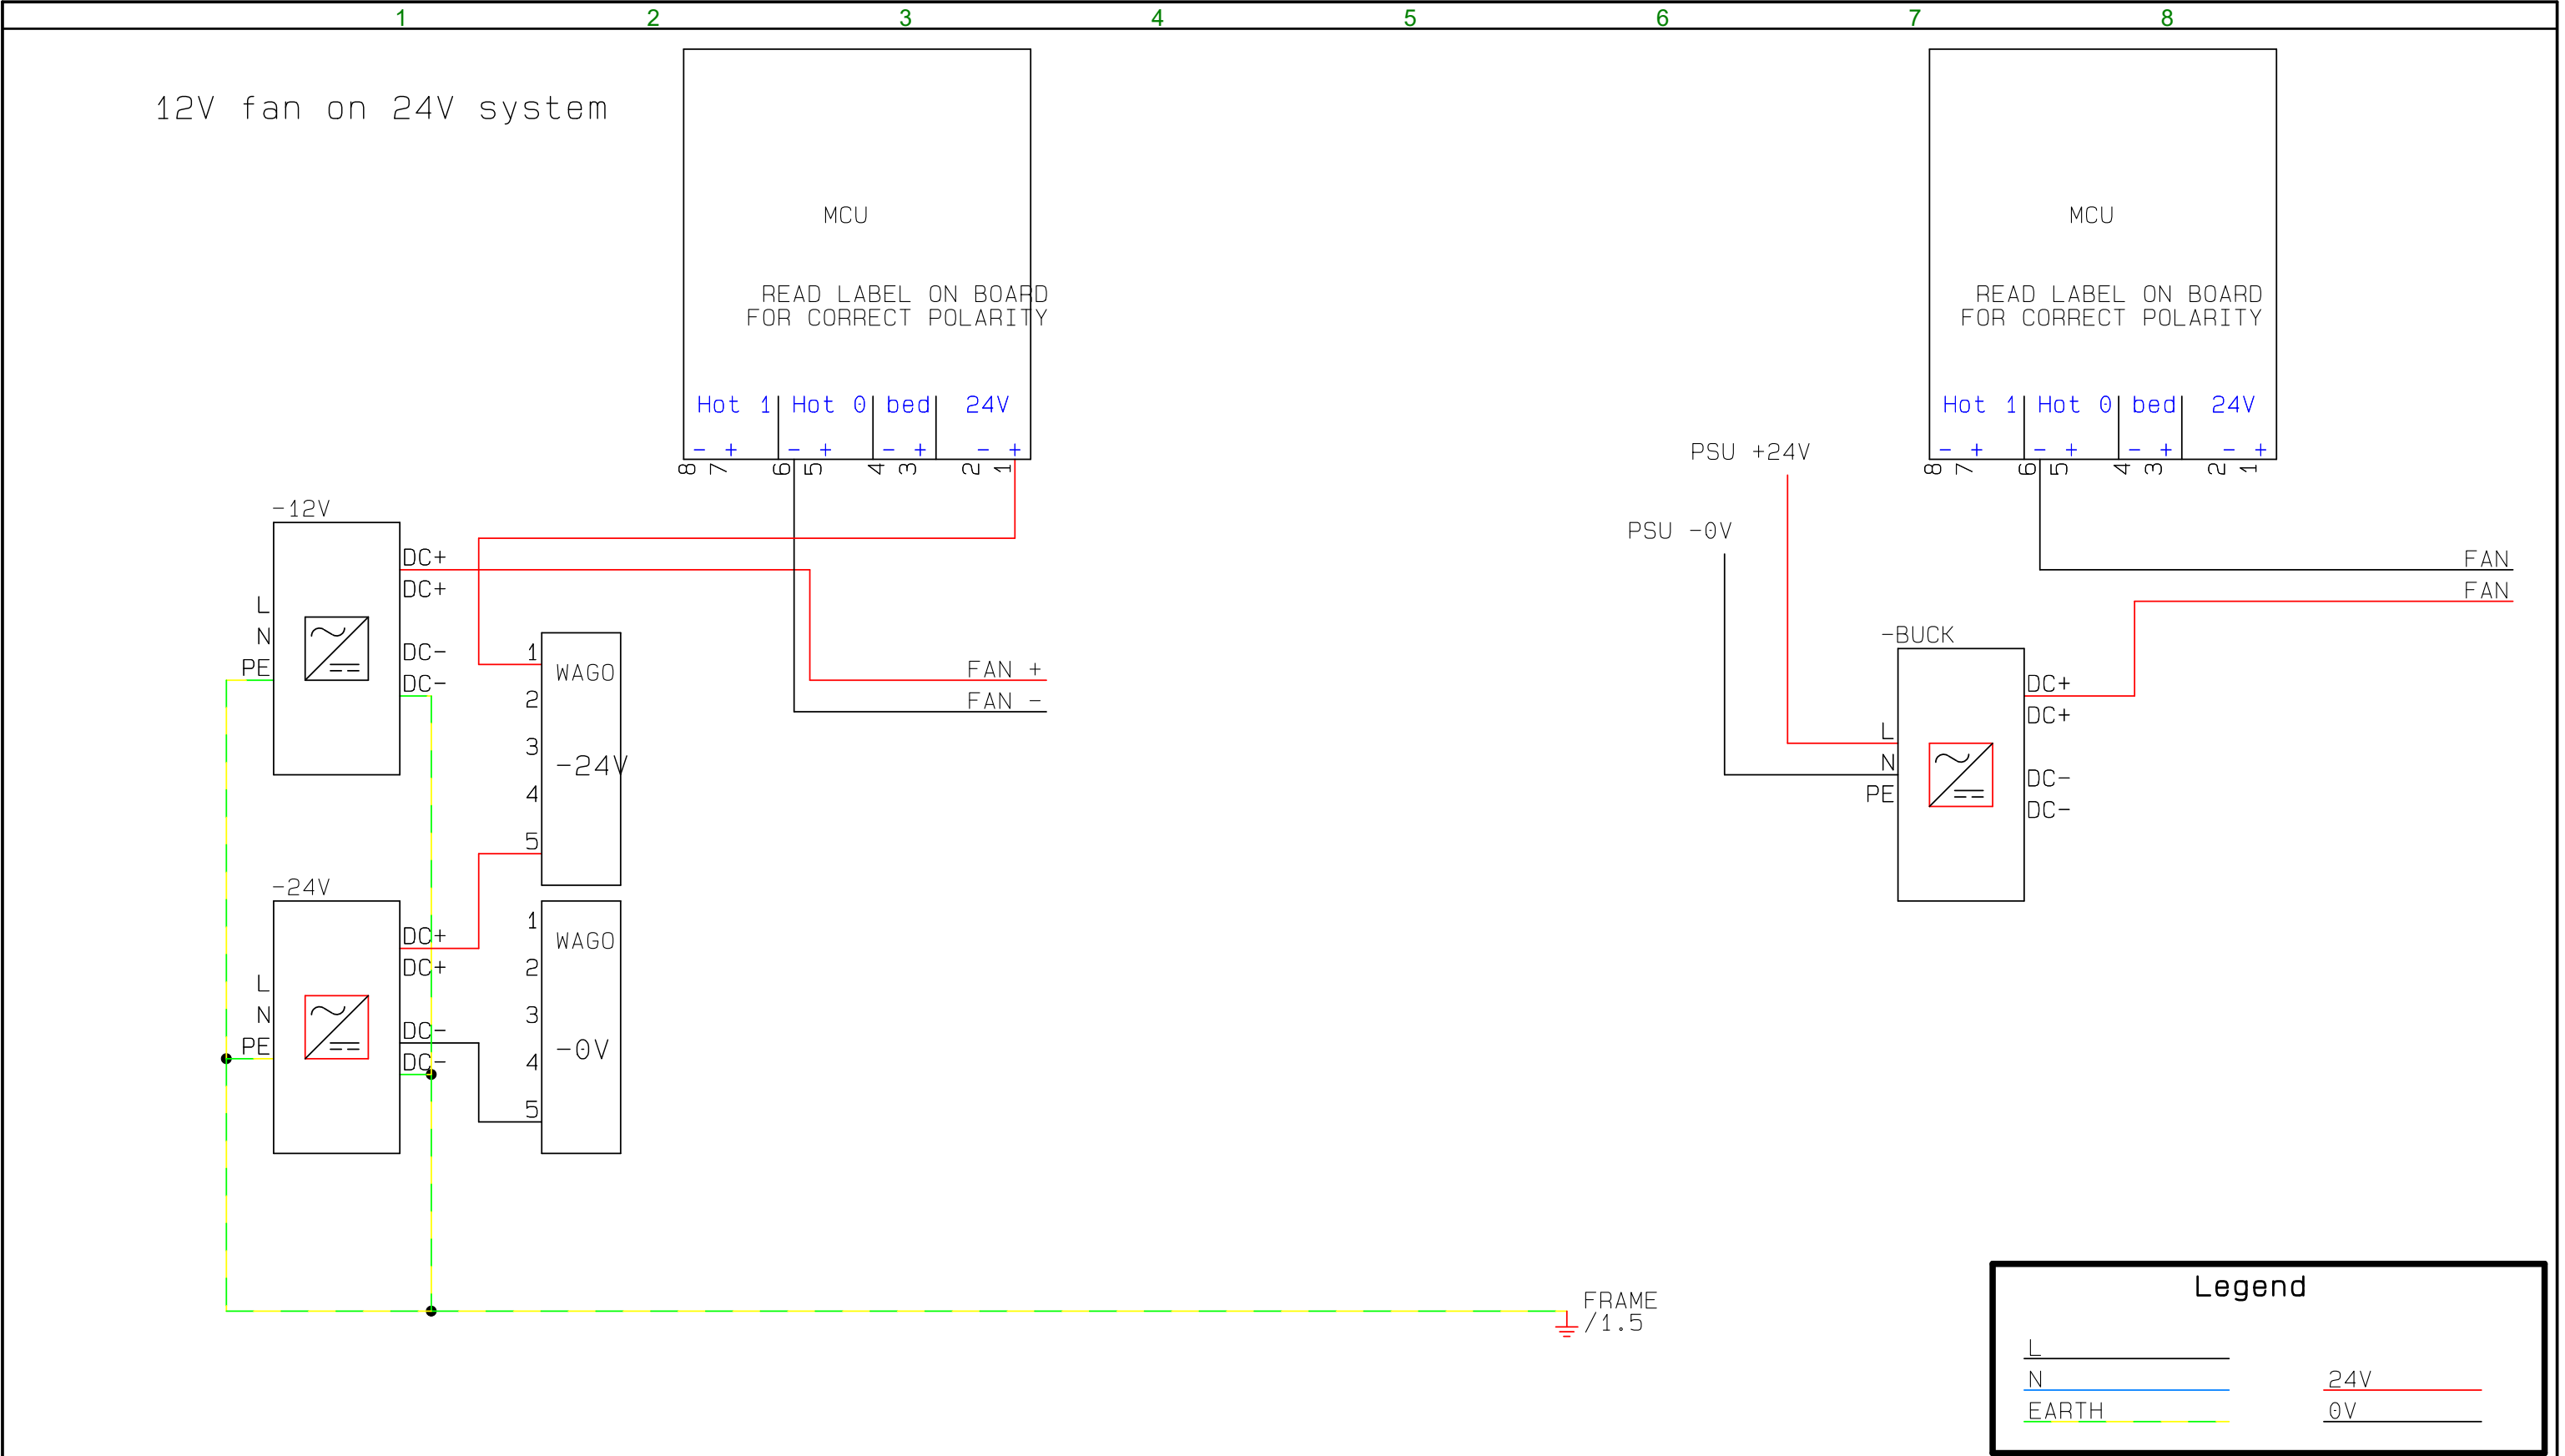 1 2 3 4 5 6 7 8
12V fan on 24V system
MCU
READ LABEL ON BOARD
FOR CORRECT POLARITY
Hot 1 Hot 0 bed 24V
- + - + - + - +
8 7 6 5 4 3 2 1
-12V
DC+
DC+
L
N
PE
DC-
DC-
1
WAGO
2
3
-24V
4
5
FAN +
FAN -
-24V
DC+
DC+
L
N
PE
DC-
DC-
1
WAGO
2
3
-0V
4
5
FRAME
/1.5
MCU
READ LABEL ON BOARD
FOR CORRECT POLARITY
Hot 1 Hot 0 bed 24V
- + - + - + - +
8 7 6 5 4 3 2 1
PSU +24V
PSU -0V
FAN
FAN
-BUCK
DC+
DC+
L
N
PE
DC-
DC-
Legend
L
N
EARTH
24V
0V